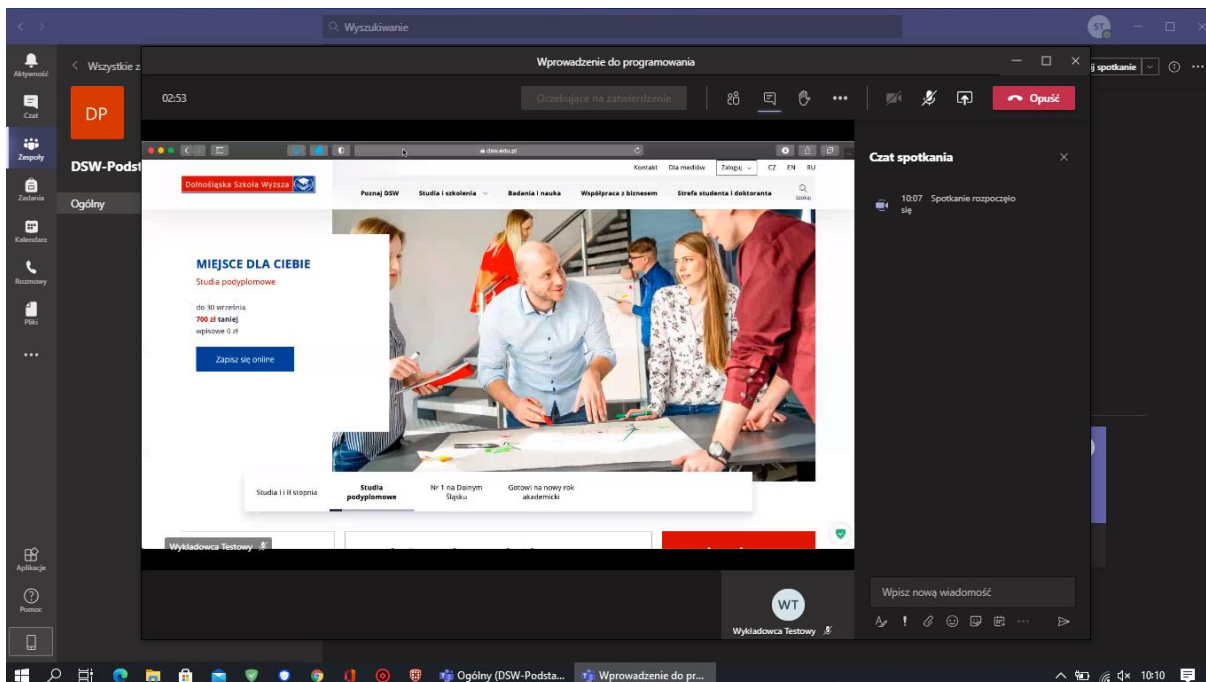 Wyszukiwanie
ST
Aktywność
Czat
Zespoły
Zadania
Kalendarz
Rozmowy
Pliki
Aplikacje
Pomoc
Wszystkie z
DP
DSW-Podst
Ogólny
Wprowadzenie do programowania
j spotkanie
02:53
Oczekujące na zatwierdzenie
Opuść
dsw.edu.pl
Kontakt Dla mediów Zaloguj CZ EN RU
Dolnośląska Szkoła Wyższa
Poznaj DSW Studia i szkolenia Badania i nauka Współpraca z biznesem Strefa studenta i doktoranta
Szukaj
MIEJSCE DLA CIEBIE
Studia podyplomowe
do 30 września
700 zł taniej
wpisowe 0 zł
Zapisz się online
Studia I i II stopnia
Studia
podyplomowe
Nr 1 na Dolnym
Śląsku
Gotowi na nowy rok
akademicki
Wykładowca Testowy
WT
Wykładowca Testowy
Czat spotkania
10:07 Spotkanie rozpoczęło
się
Wpisz nową wiadomość
Ogólny (DSW-Podsta...
Wprowadzenie do pr...
10:10